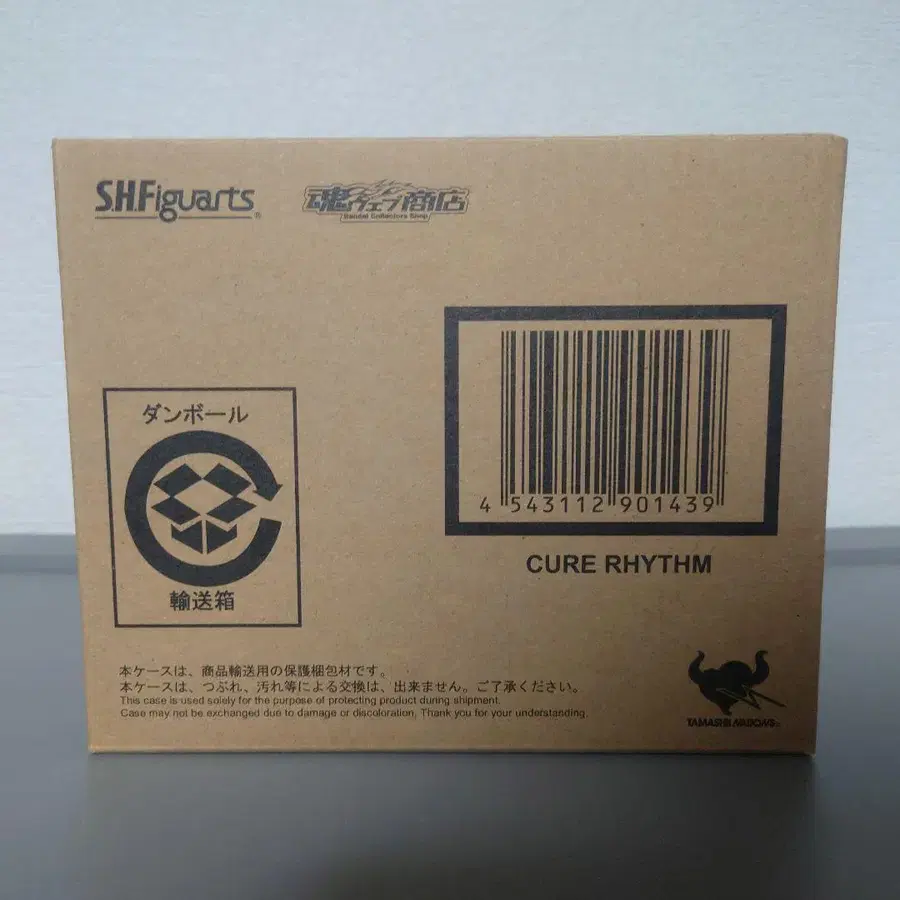 S.H.Figuarts®
魂ウェブ商店
Bandai Collectors Shop
4 543112 901439
CURE RHYTHM
ダンボール
輸送箱
本ケースは、商品輸送用の保護梱包材です。
本ケースは、つぶれ、汚れ等による交換は、出来ません。ご了承ください。
This case is used solely for the purpose of protecting product during shipment.
Case may not be exchanged due to damage or discoloration. Thank you for your understanding.
TAMASHII NATIONS®